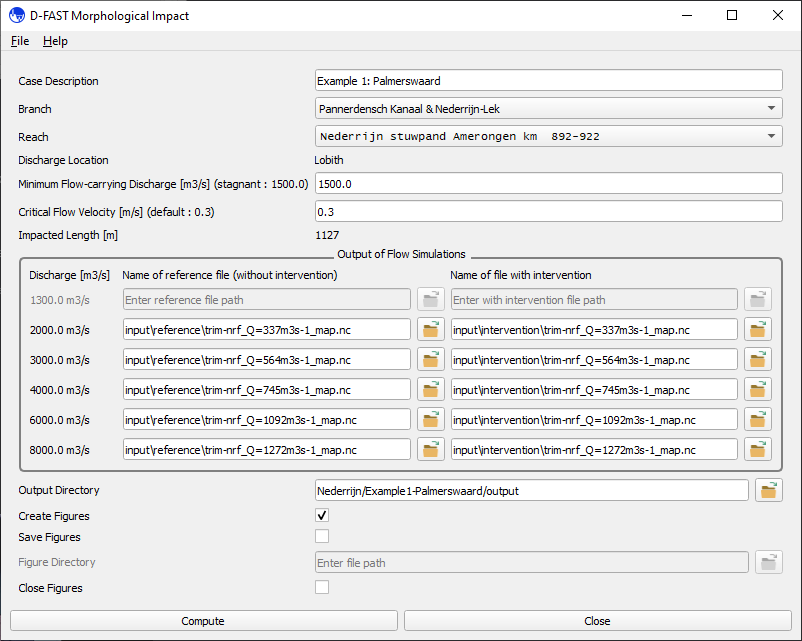 D-FAST Morphological Impact
File Help
Case Description Example 1: Palmerswaard
Branch Pannerdensch Kanaal & Nederrijn-Lek
Reach Nederrijn stuwpand Amerongen km 892-922
Discharge Location Lobith
Minimum Flow-carrying Discharge [m3/s] (stagnant : 1500.0) 1500.0
Critical Flow Velocity [m/s] (default : 0.3) 0.3
Impacted Length [m] 1127
Output of Flow Simulations
Discharge [m3/s] Name of reference file (without intervention) Name of file with intervention
1300.0 m3/s Enter reference file path Enter with intervention file path
2000.0 m3/s input\reference\trim-nrf_Q=337m3s-1_map.nc input\intervention\trim-nrf_Q=337m3s-1_map.nc
3000.0 m3/s input\reference\trim-nrf_Q=564m3s-1_map.nc input\intervention\trim-nrf_Q=564m3s-1_map.nc
4000.0 m3/s input\reference\trim-nrf_Q=745m3s-1_map.nc input\intervention\trim-nrf_Q=745m3s-1_map.nc
6000.0 m3/s input\reference\trim-nrf_Q=1092m3s-1_map.nc input\intervention\trim-nrf_Q=1092m3s-1_map.nc
8000.0 m3/s input\reference\trim-nrf_Q=1272m3s-1_map.nc input\intervention\trim-nrf_Q=1272m3s-1_map.nc
Output Directory Nederrijn/Example1-Palmerswaard/output
Create Figures
Save Figures
Figure Directory Enter file path
Close Figures
Compute Close